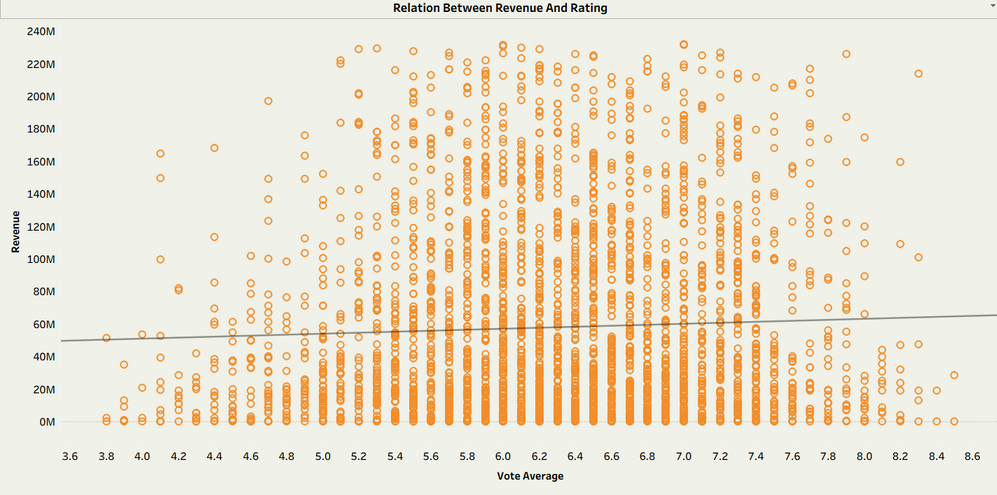 Relation Between Revenue And Rating
240M
220M
200M
180M
160M
140M
120M
100M
80M
60M
40M
20M
0M
Revenue
3.6 3.8 4.0 4.2 4.4 4.6 4.8 5.0 5.2 5.4 5.6 5.8 6.0 6.2 6.4 6.6 6.8 7.0 7.2 7.4 7.6 7.8 8.0 8.2 8.4 8.6
Vote Average